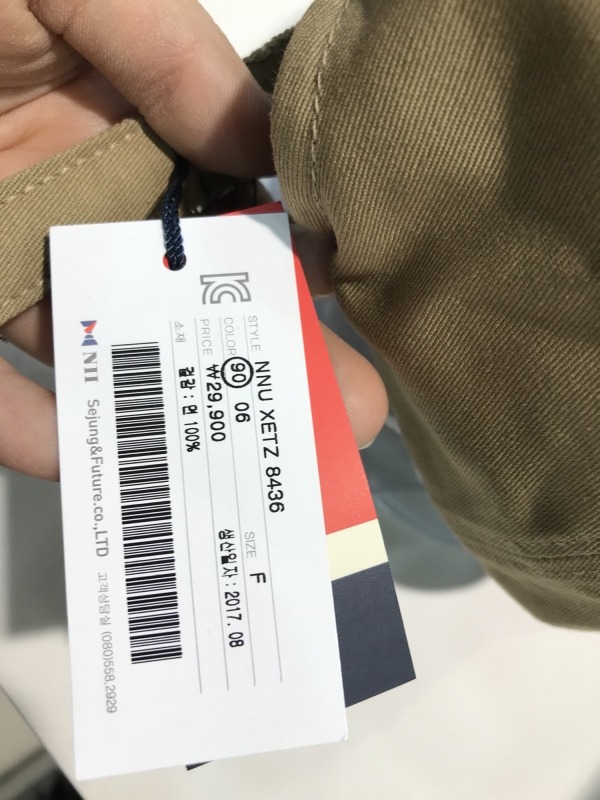 KC
STYLE NNU XETZ 8436
SIZE F
COLOR 90 06
생산일자 : 2017. 08
PRICE ₩29,900
소재 겉감 : 면 100%
NII Sejung&Future.co.,LTD 고객상담실 (080)558.2929